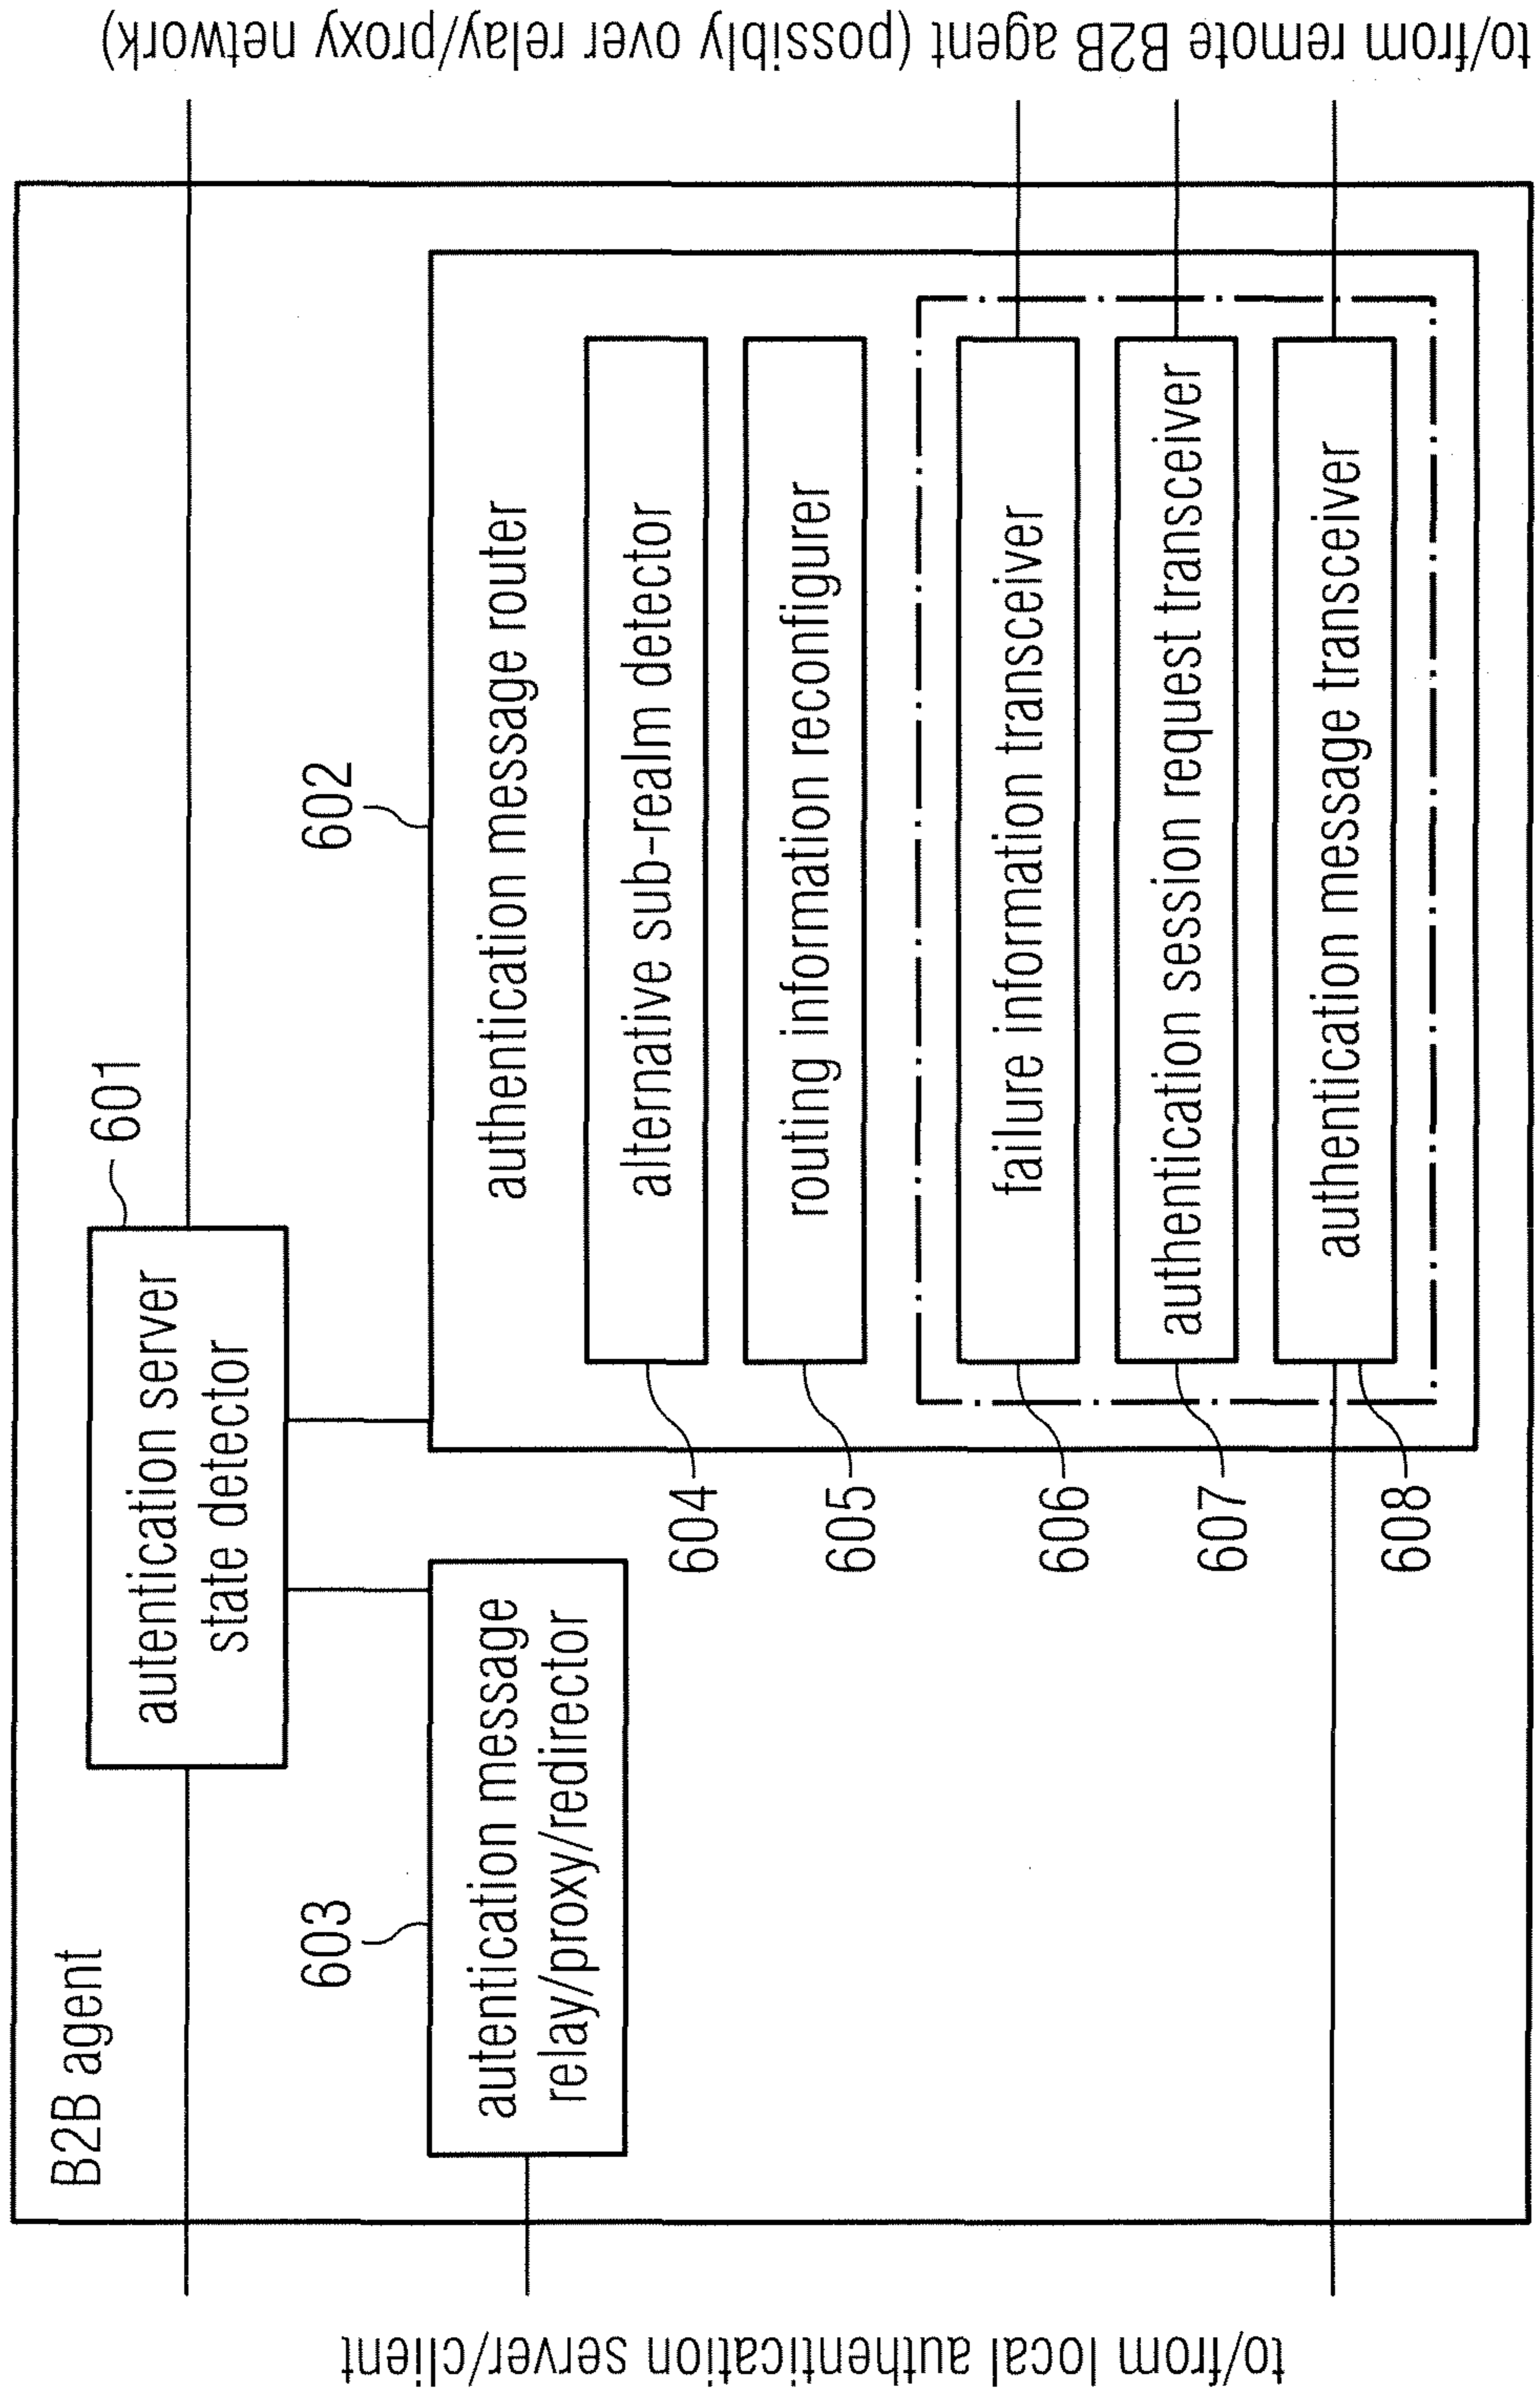 B2B agent
601
autentication server
state detector
603
autentication message
relay/proxy/redirector
602
authentication message router
alternative sub-realm detector
604
routing information reconfigurer
605
failure information transceiver
606
authentication session request transceiver
607
authentication message transceiver
608
to/from local authentication server/client
to/from remote B2B agent (possibly over relay/proxy network)